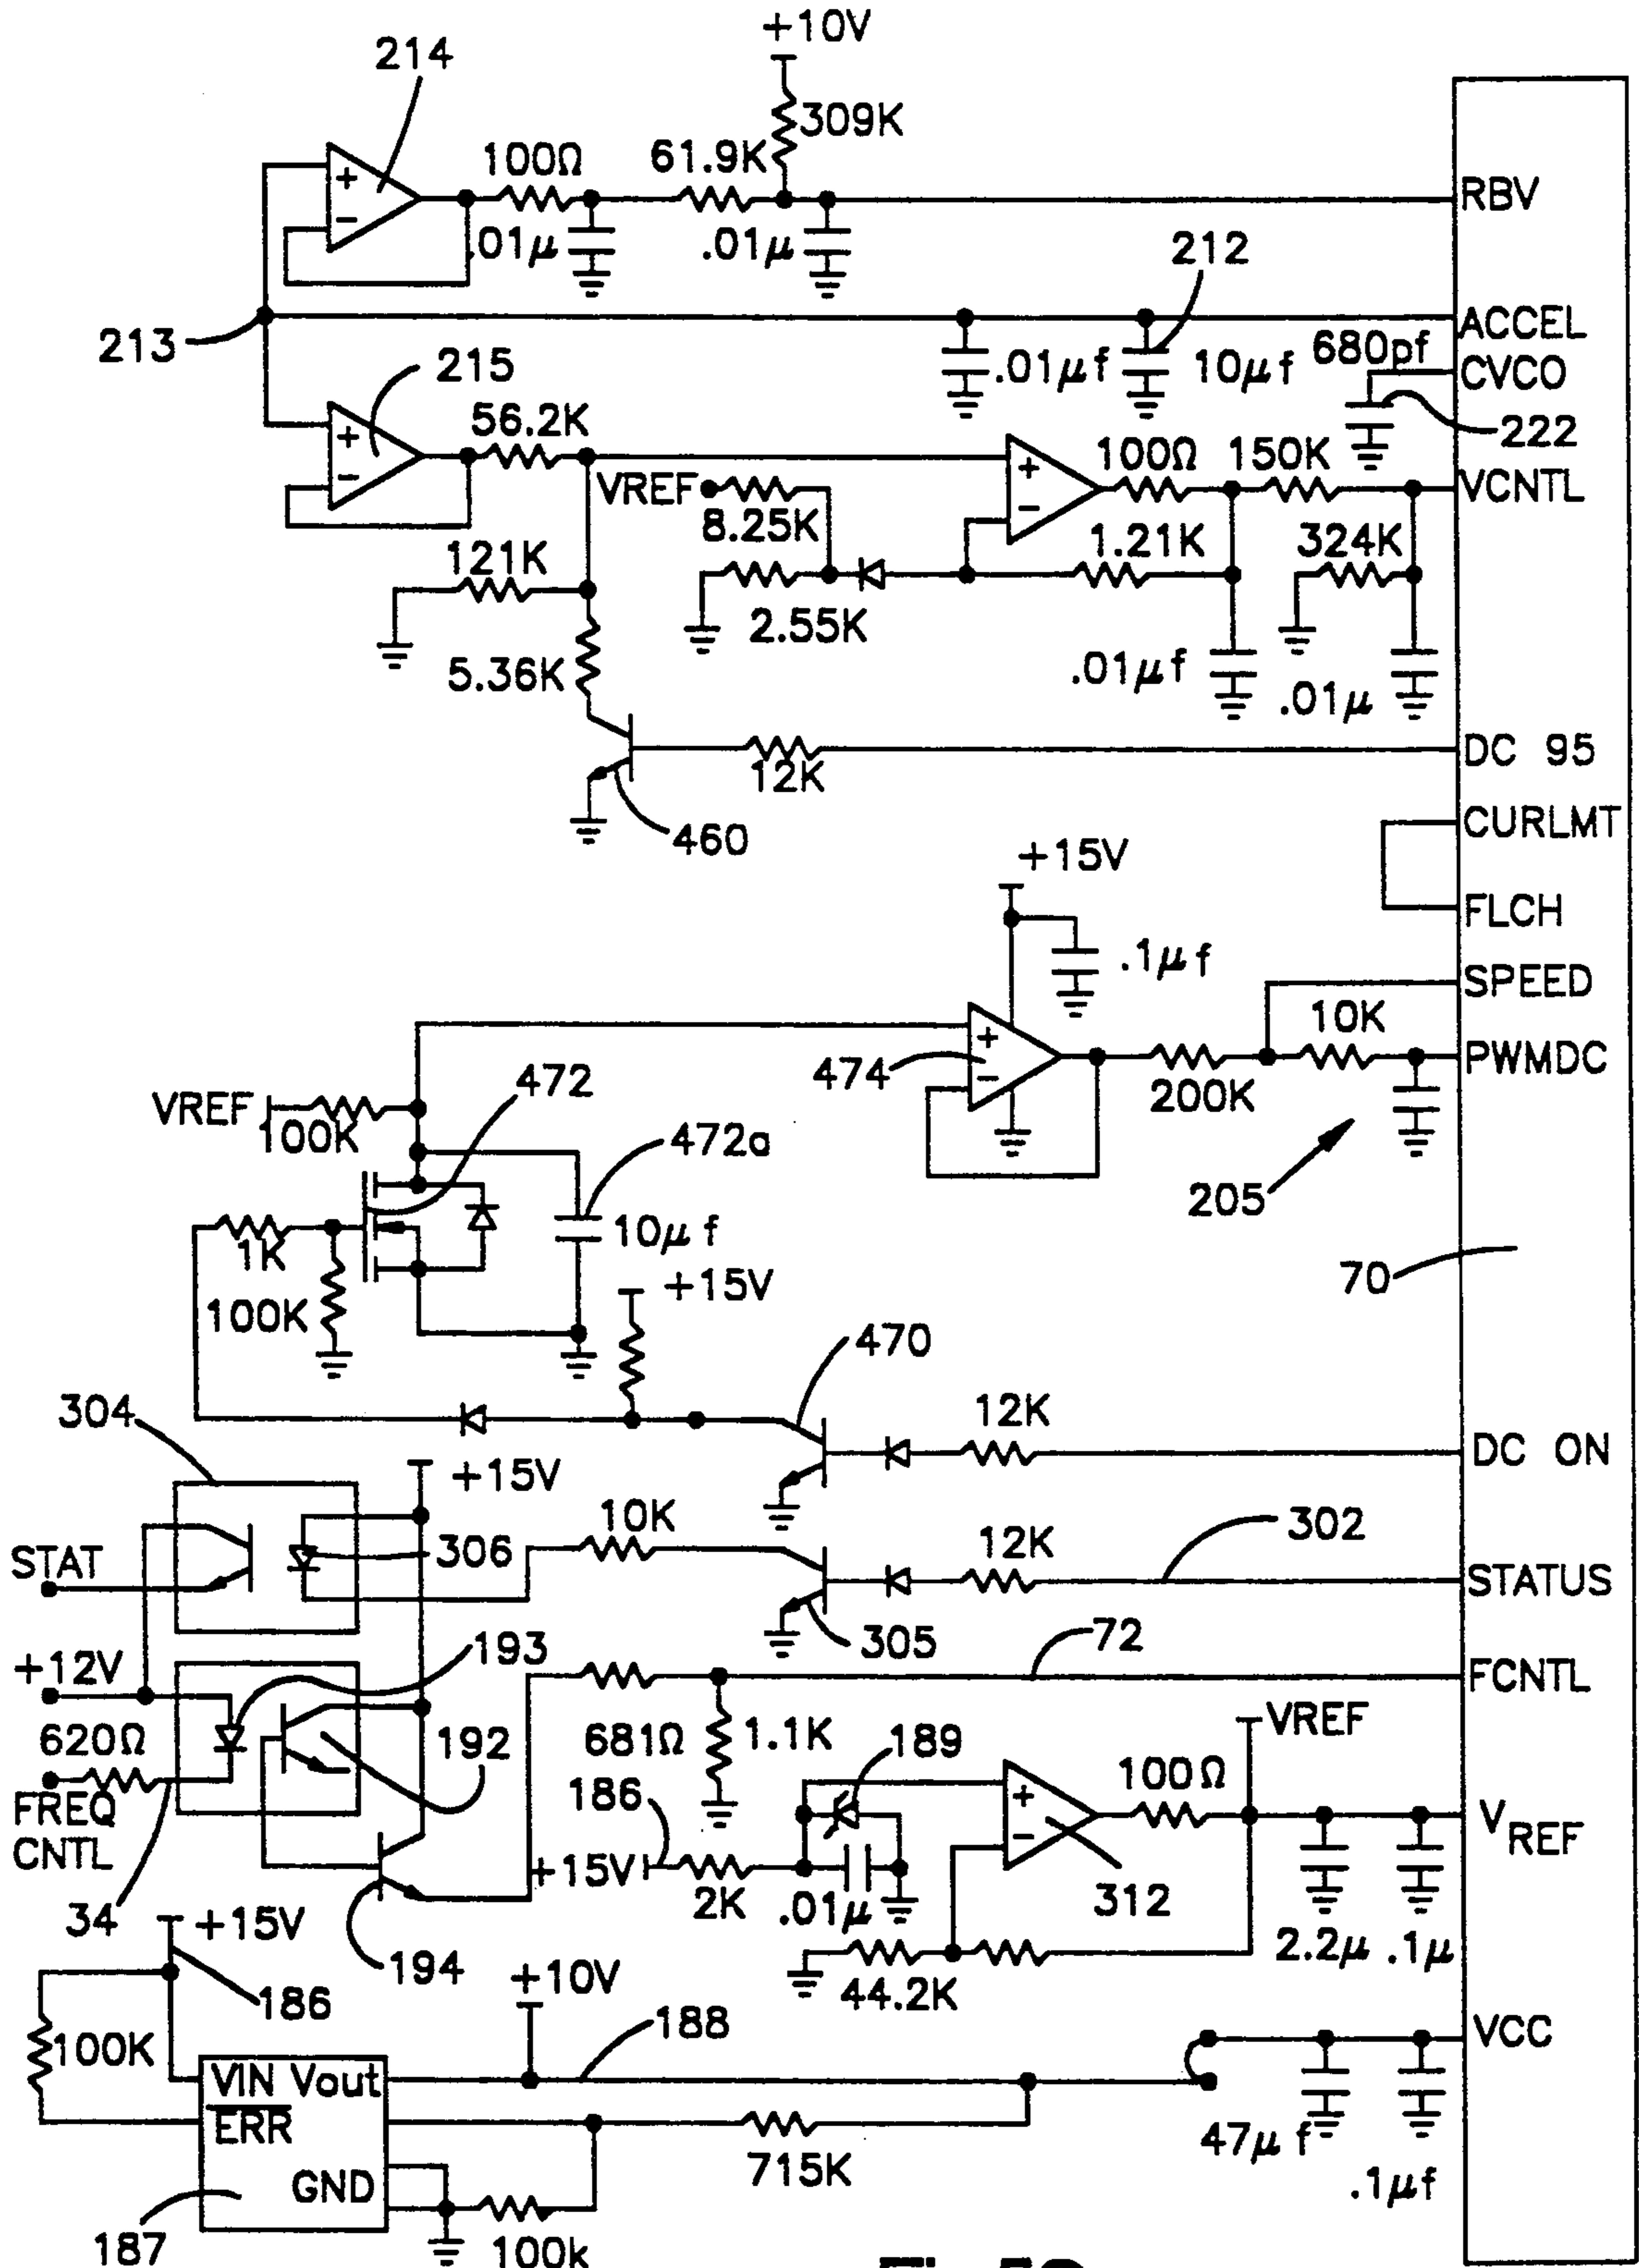 +10V
214
309K
100Ω
61.9K
+
−
RBV
.01μ
.01μ
212
213
ACCEL
.01μf
10μf
680pf
CVCO
215
56.2K
222
+
−
VREF
+
−
100Ω
150K
VCNTL
8.25K
121K
1.21K
324K
2.55K
5.36K
.01μf
.01μ
12K
DC 95
460
CURLMT
+15V
FLCH
.1μf
SPEED
10K
+
−
474
200K
PWMDC
472
VREF
100K
472a
205
1K
10μf
70
+15V
100K
470
304
12K
DC ON
+15V
10K
302
STAT
306
12K
STATUS
305
193
72
+12V
FCNTL
620Ω
192
681Ω
1.1K
189
VREF
100Ω
FREQ
CNTL
186
+
−
V REF
+15V
2K
.01μ
312
34
+15V
194
2.2μ
.1μ
186
+10V
44.2K
188
VCC
100K
VIN
Vout
ERR
715K
47μf
GND
.1μf
187
100k